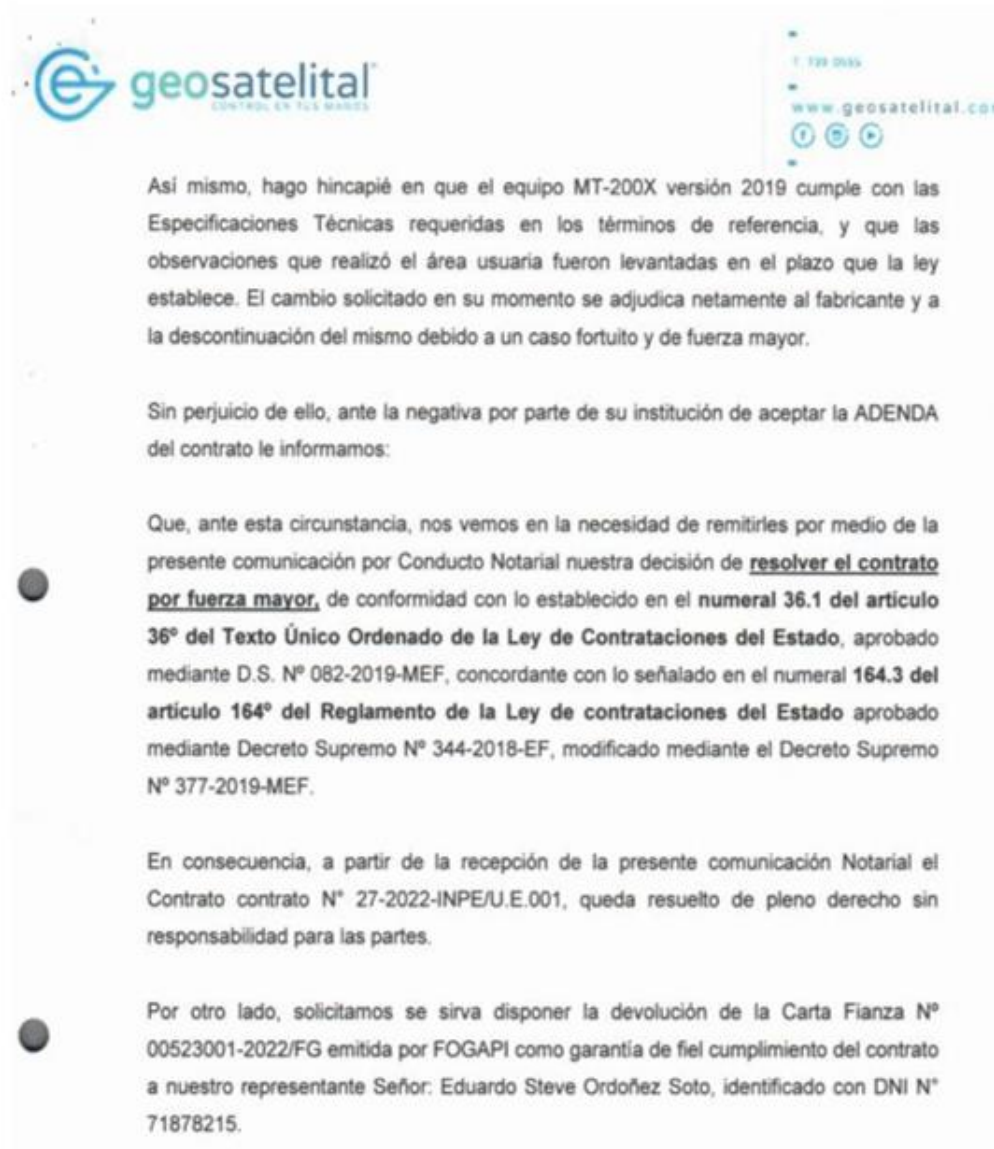 geosatelital
CONTROL EN TUS MANOS
www.geosatelital.co
Así mismo, hago hincapié en que el equipo MT-200X versión 2019 cumple con las
Especificaciones Técnicas requeridas en los términos de referencia, y que las
observaciones que realizó el área usuaria fueron levantadas en el plazo que la ley
establece. El cambio solicitado en su momento se adjudica netamente al fabricante y a
la descontinuación del mismo debido a un caso fortuito y de fuerza mayor.
Sin perjuicio de ello, ante la negativa por parte de su institución de aceptar la ADENDA
del contrato le informamos:
Que, ante esta circunstancia, nos vemos en la necesidad de remitirles por medio de la
presente comunicación por Conducto Notarial nuestra decisión de resolver el contrato
por fuerza mayor, de conformidad con lo establecido en el numeral 36.1 del artículo
36º del Texto Único Ordenado de la Ley de Contrataciones del Estado, aprobado
mediante D.S. Nº 082-2019-MEF, concordante con lo señalado en el numeral 164.3 del
artículo 164º del Reglamento de la Ley de contrataciones del Estado aprobado
mediante Decreto Supremo Nº 344-2018-EF, modificado mediante el Decreto Supremo
Nº 377-2019-MEF.
En consecuencia, a partir de la recepción de la presente comunicación Notarial el
Contrato contrato N° 27-2022-INPE/U.E.001, queda resuelto de pleno derecho sin
responsabilidad para las partes.
Por otro lado, solicitamos se sirva disponer la devolución de la Carta Fianza Nº
00523001-2022/FG emitida por FOGAPI como garantía de fiel cumplimiento del contrato
a nuestro representante Señor: Eduardo Steve Ordoñez Soto, identificado con DNI N°
71878215.